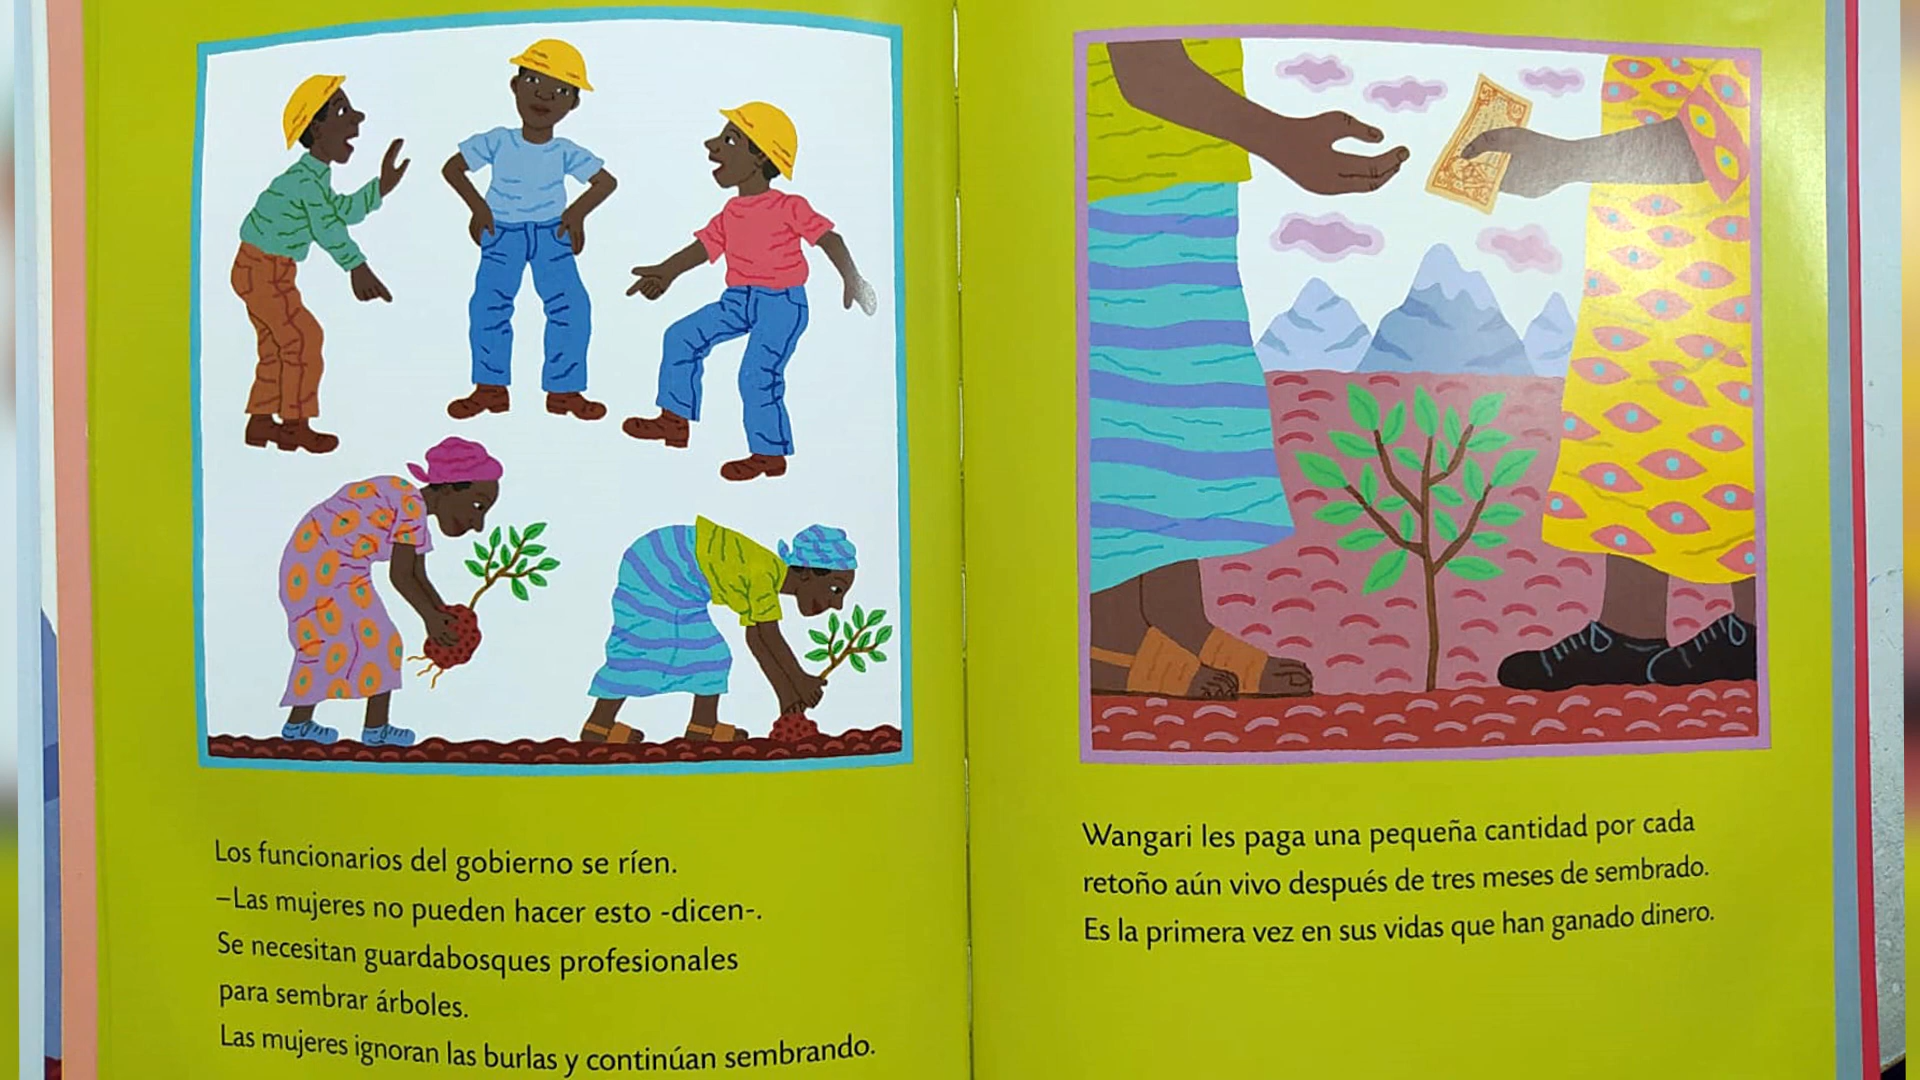 Los funcionarios del gobierno se ríen.
–Las mujeres no pueden hacer esto -dicen-.
Se necesitan guardabosques profesionales
para sembrar árboles.
Las mujeres ignoran las burlas y continúan sembrando.
Wangari les paga una pequeña cantidad por cada
retoño aún vivo después de tres meses de sembrado.
Es la primera vez en sus vidas que han ganado dinero.